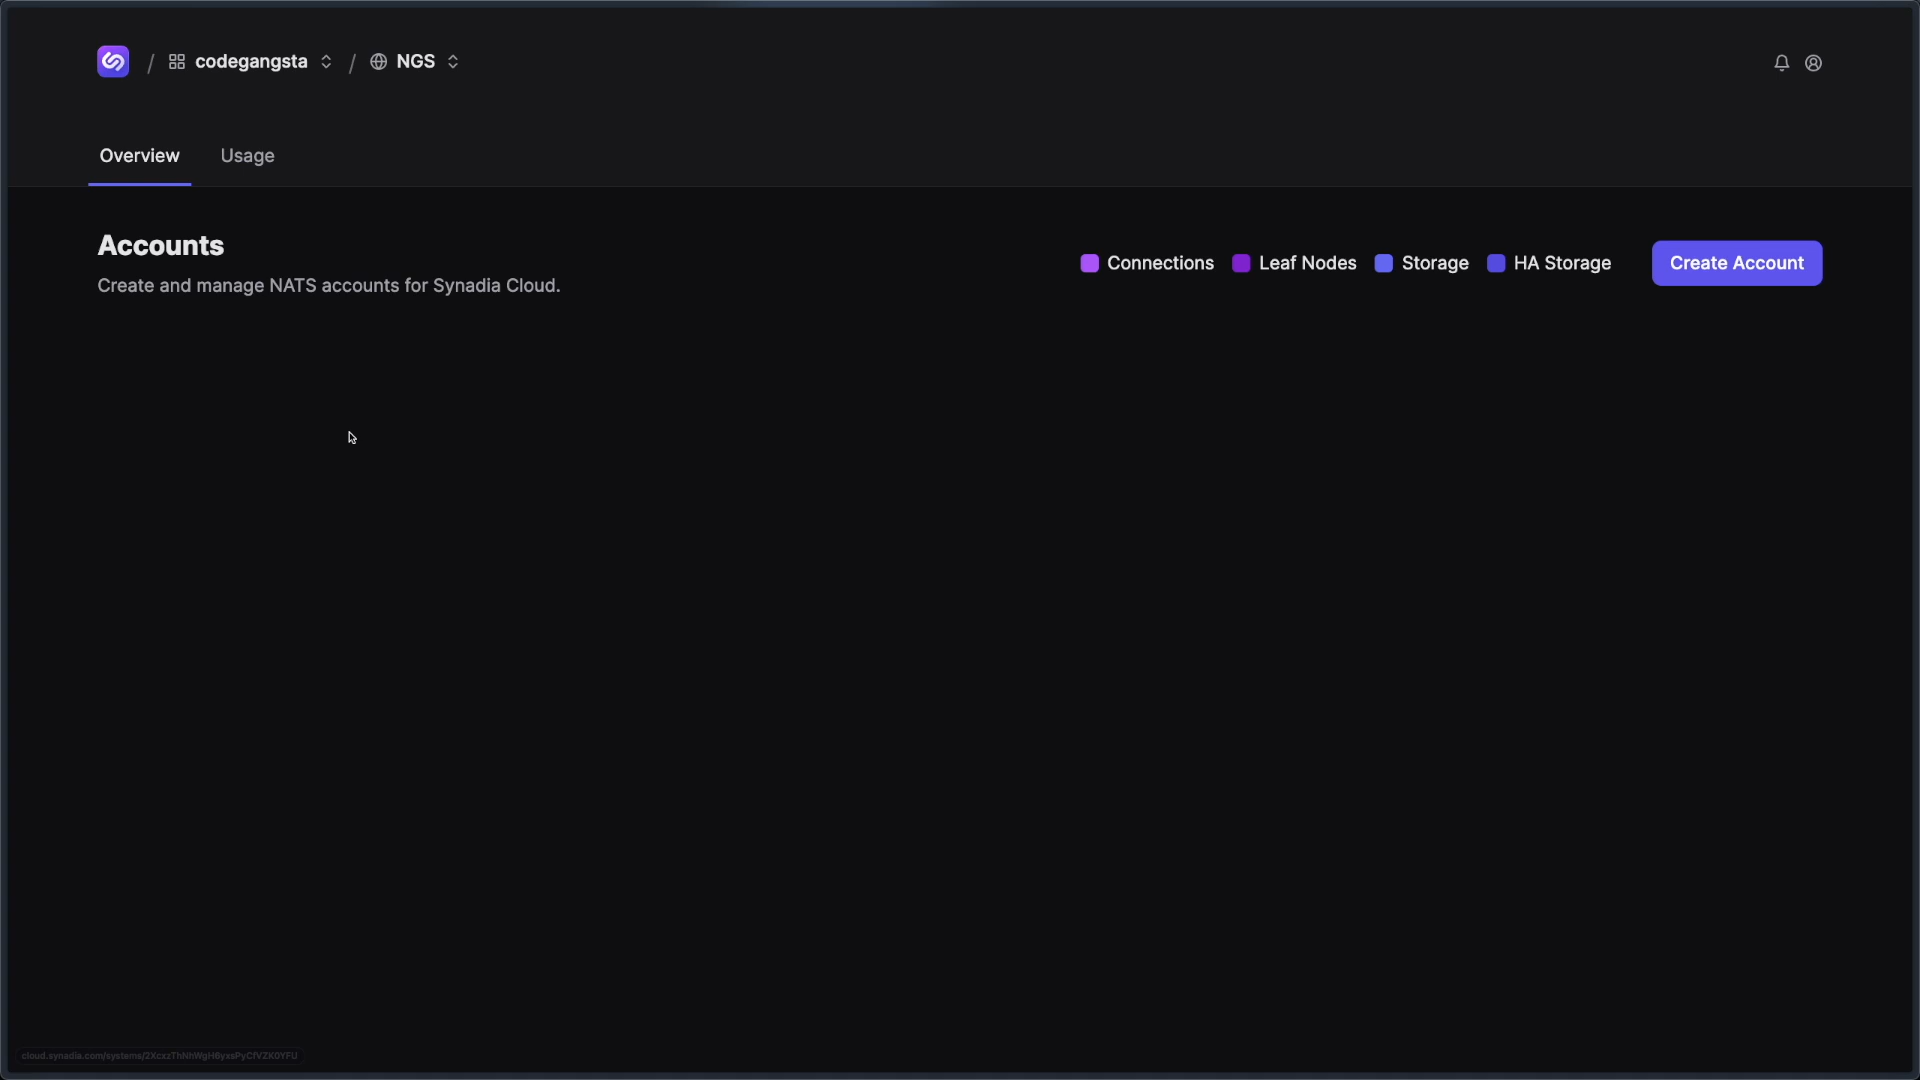 / codegangsta / NGS
Overview Usage
Accounts
Create and manage NATS accounts for Synadia Cloud.
Connections Leaf Nodes Storage HA Storage Create Account